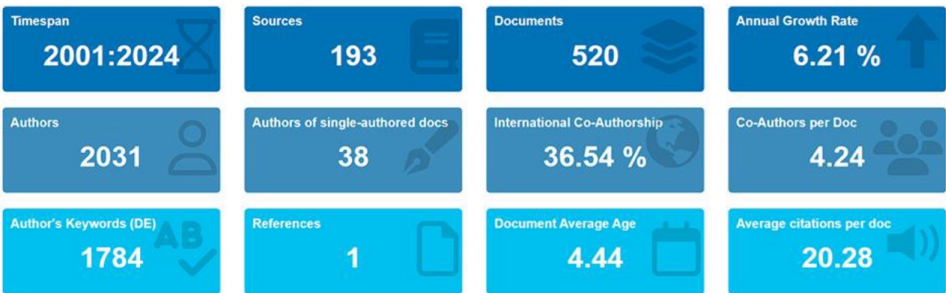 Timespan
2001:2024
Sources
193
Documents
520
Annual Growth Rate
6.21 %
Authors
2031
Authors of single-authored docs
38
International Co-Authorship
36.54 %
Co-Authors per Doc
4.24
Author's Keywords (DE)
1784
AB
References
1
Document Average Age
4.44
Average citations per doc
20.28